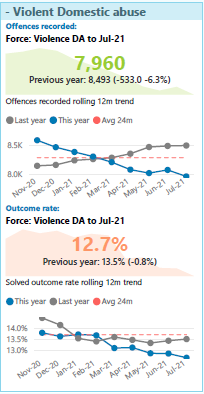 - Violent Domestic abuse
Offences recorded:
Force: Violence DA to Jul-21
7,960
Previous year: 8,493 (-533.0 -6.3%)
Offences recorded rolling 12m trend
Last year This year Avg 24m
8.5K
8.0K
Nov-20 Dec-20 Jan-21 Feb-21 Mar-21 Apr-21 May-21 Jun-21 Jul-21
Outcome rate:
Force: Violence DA to Jul-21
12.7%
Previous year: 13.5% (-0.8%)
Solved outcome rate rolling 12m trend
This year Last year Avg 24m
14.0%
13.5%
13.0%
Nov-20 Dec-20 Jan-21 Feb-21 Mar-21 Apr-21 May-21 Jun-21 Jul-21